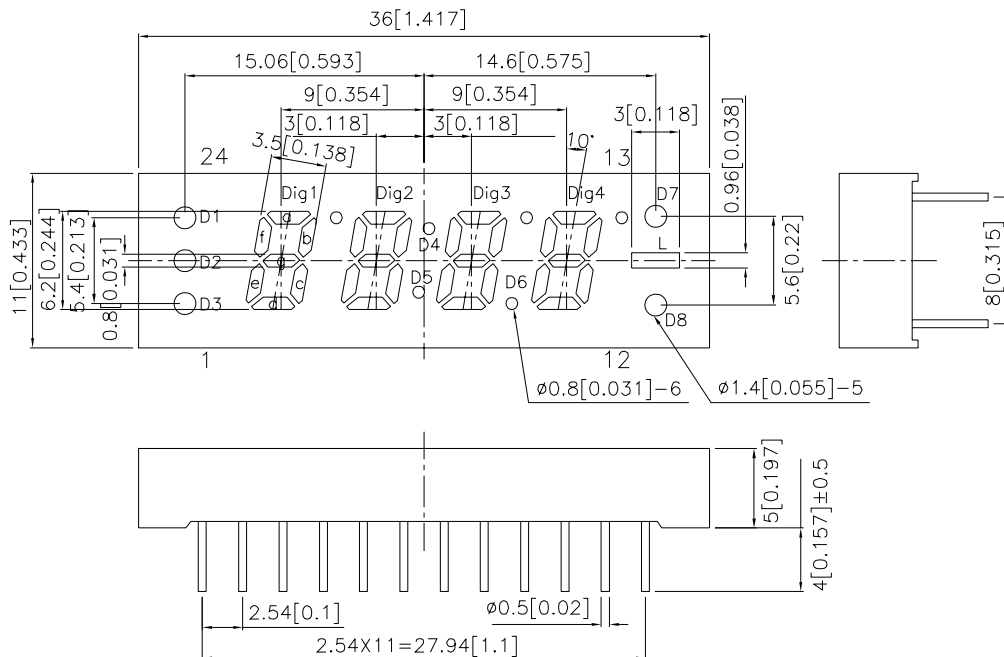 36[1.417]
15.06[0.593]
14.6[0.575]
9[0.354]
9[0.354]
3[0.118]
3[0.118]
3[0.118]
3.5[0.138]
10°
0.96[0.038]
24
13
Dig1
Dig2
Dig3
Dig4
D7
D1
a
D4
f
b
L
D2
g
D5
D6
e
c
D3
d
D8
11[0.433]
6.2[0.244]
5.4[0.213]
0.8[0.031]
5.6[0.22]
8[0.315]
1
12
ø0.8[0.031]-6
ø1.4[0.055]-5
5[0.197]
4[0.157]±0.5
2.54[0.1]
ø0.5[0.02]
2.54X11=27.94[1.1]